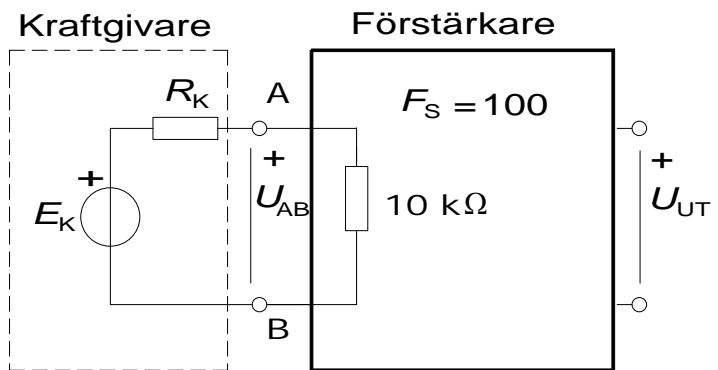 Kraftgivare
Förstärkare
R_K
A
F_S = 100
+
E_K
+
U_AB
10 kΩ
+
U_UT
B